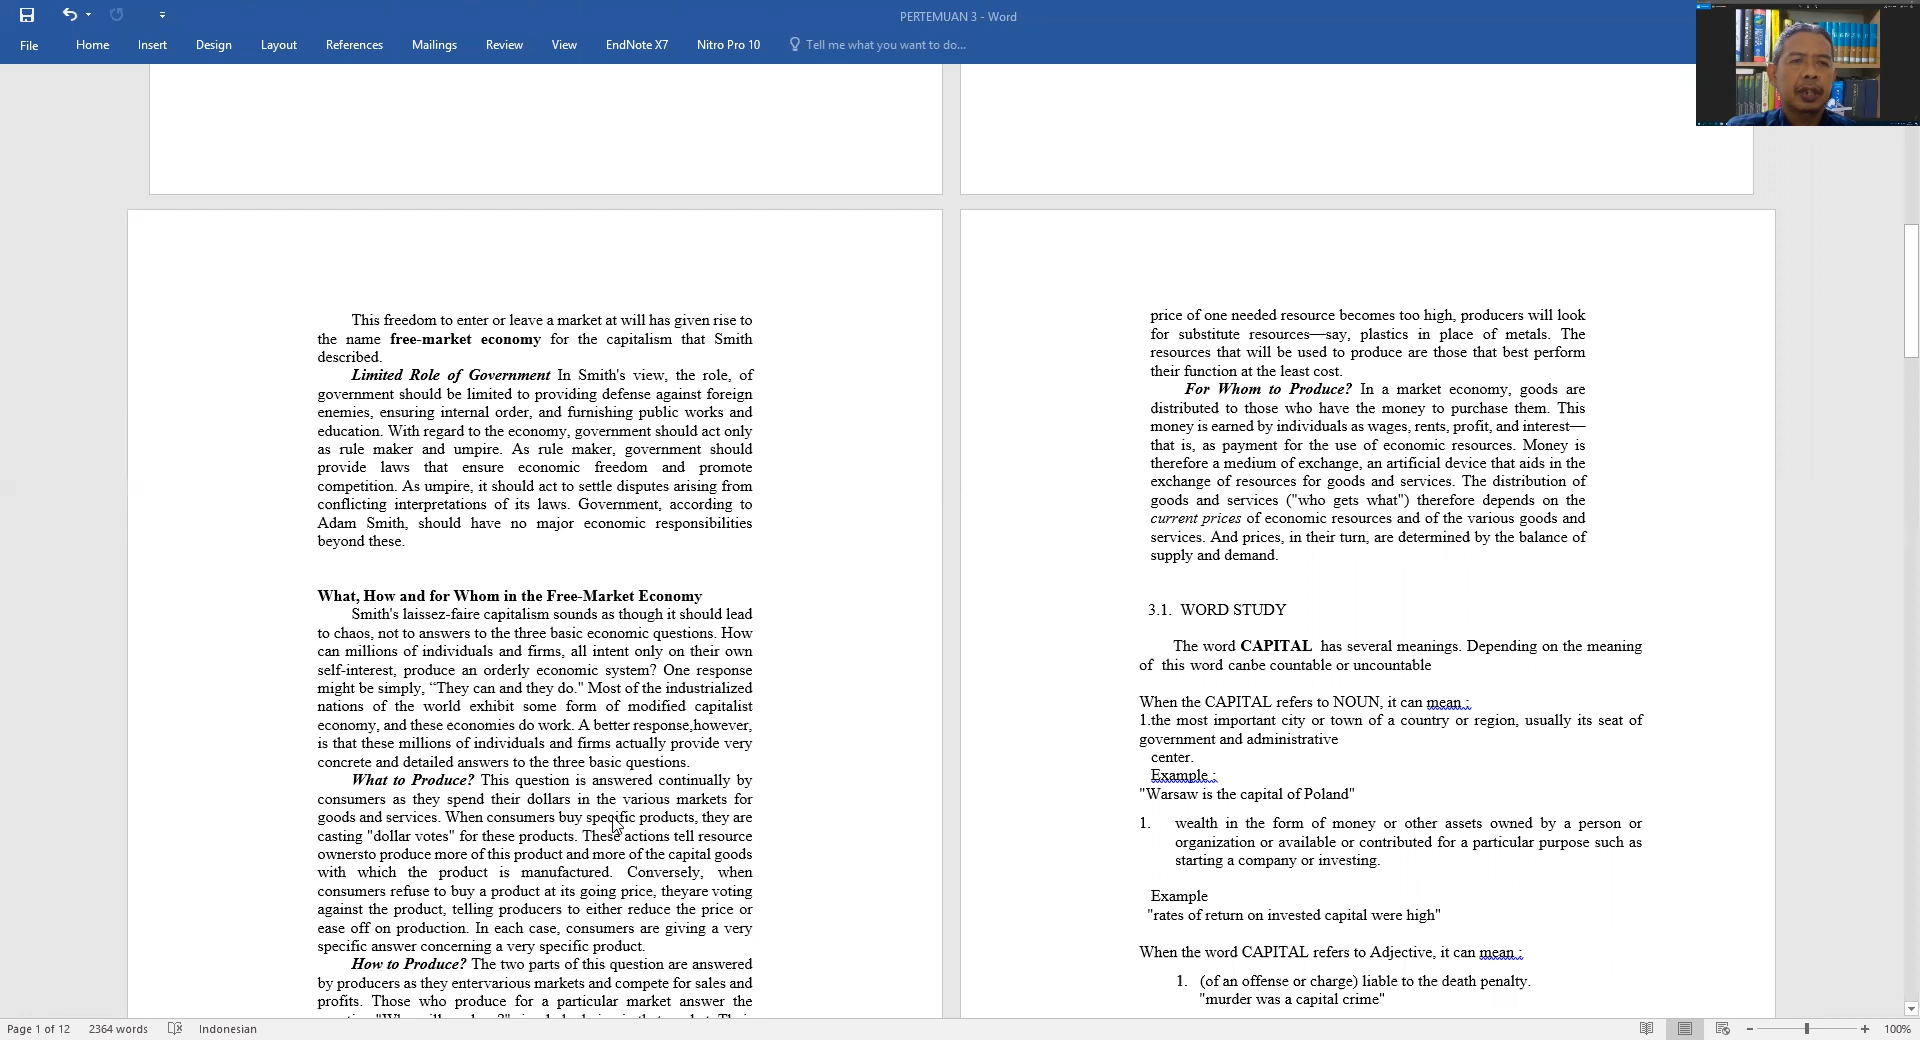 PERTEMUAN 3 - Word
File Home Insert Design Layout References Mailings Review View EndNote X7 Nitro Pro 10 Tell me what you want to do...
This freedom to enter or leave a market at will has given rise to
the name free-market economy for the capitalism that Smith
described.
Limited Role of Government In Smith's view, the role, of
government should be limited to providing defense against foreign
enemies, ensuring internal order, and furnishing public works and
education. With regard to the economy, government should act only
as rule maker and umpire. As rule maker, government should
provide laws that ensure economic freedom and promote
competition. As umpire, it should act to settle disputes arising from
conflicting interpretations of its laws. Government, according to
Adam Smith, should have no major economic responsibilities
beyond these.
What, How and for Whom in the Free-Market Economy
Smith's laissez-faire capitalism sounds as though it should lead
to chaos, not to answers to the three basic economic questions. How
can millions of individuals and firms, all intent only on their own
self-interest, produce an orderly economic system? One response
might be simply, “They can and they do." Most of the industrialized
nations of the world exhibit some form of modified capitalist
economy, and these economies do work. A better response,however,
is that these millions of individuals and firms actually provide very
concrete and detailed answers to the three basic questions.
What to Produce? This question is answered continually by
consumers as they spend their dollars in the various markets for
goods and services. When consumers buy specific products, they are
casting "dollar votes" for these products. These actions tell resource
ownersto produce more of this product and more of the capital goods
with which the product is manufactured. Conversely, when
consumers refuse to buy a product at its going price, theyare voting
against the product, telling producers to either reduce the price or
ease off on production. In each case, consumers are giving a very
specific answer concerning a very specific product.
How to Produce? The two parts of this question are answered
by producers as they entervarious markets and compete for sales and
profits. Those who produce for a particular market answer the
price of one needed resource becomes too high, producers will look
for substitute resources—say, plastics in place of metals. The
resources that will be used to produce are those that best perform
their function at the least cost.
For Whom to Produce? In a market economy, goods are
distributed to those who have the money to purchase them. This
money is earned by individuals as wages, rents, profit, and interest—
that is, as payment for the use of economic resources. Money is
therefore a medium of exchange, an artificial device that aids in the
exchange of resources for goods and services. The distribution of
goods and services ("who gets what") therefore depends on the
current prices of economic resources and of the various goods and
services. And prices, in their turn, are determined by the balance of
supply and demand.
3.1. WORD STUDY
The word CAPITAL has several meanings. Depending on the meaning
of this word canbe countable or uncountable
When the CAPITAL refers to NOUN, it can mean :
1.the most important city or town of a country or region, usually its seat of
government and administrative
center.
Example :
"Warsaw is the capital of Poland"
1. wealth in the form of money or other assets owned by a person or
organization or available or contributed for a particular purpose such as
starting a company or investing.
Example
"rates of return on invested capital were high"
When the word CAPITAL refers to Adjective, it can mean :
1. (of an offense or charge) liable to the death penalty.
"murder was a capital crime"
Page 1 of 12 2364 words Indonesian 100%